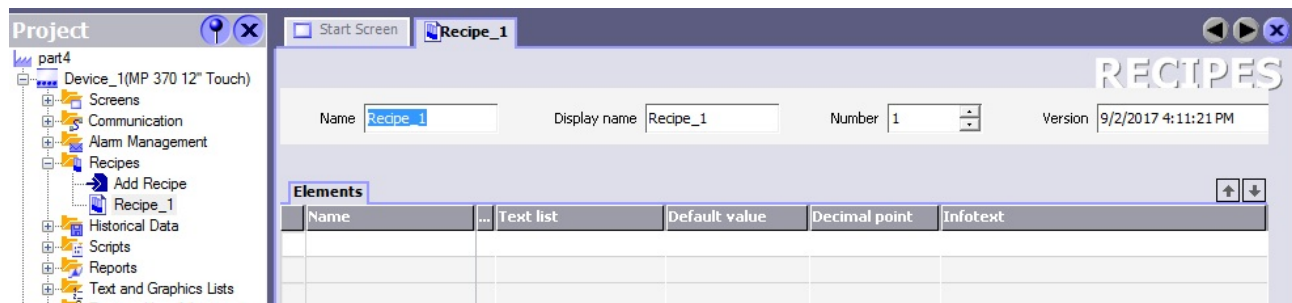 Project
Start Screen
Recipe_1
part4
Device_1(MP 370 12" Touch)
RECIPES
Screens
Communication
Name Recipe_1 Display name Recipe_1 Number 1 Version 9/2/2017 4:11:21 PM
Alarm Management
Recipes
Add Recipe
Recipe_1
Elements
Name ... Text list Default value Decimal point Infotext
Historical Data
Scripts
Reports
Text and Graphics Lists